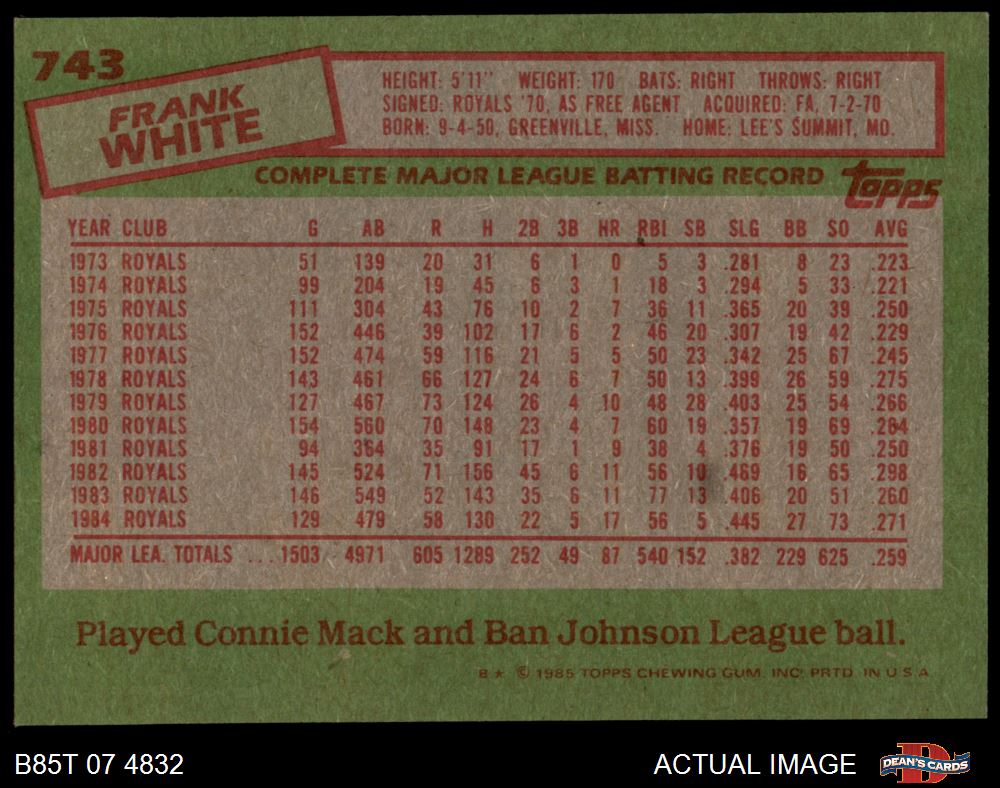 743
FRANK
WHITE
HEIGHT: 5'11" WEIGHT: 170 BATS: RIGHT THROWS: RIGHT
SIGNED: ROYALS '70, AS FREE AGENT ACQUIRED: FA, 7-2-70
BORN: 9-4-50, GREENVILLE, MISS. HOME: LEE'S SUMMIT, MO.
COMPLETE MAJOR LEAGUE BATTING RECORD topps
YEAR CLUB G AB R H 2B 3B HR RBI SB SLG BB SO AVG
1973 ROYALS 51 139 20 31 6 1 0 5 3 .281 8 23 .223
1974 ROYALS 99 204 19 45 6 3 1 18 3 .294 5 33 .221
1975 ROYALS 111 304 43 76 10 2 7 36 11 .365 20 39 .250
1976 ROYALS 152 446 39 102 17 6 2 46 20 .307 19 42 .229
1977 ROYALS 152 474 59 116 21 5 5 50 23 .342 25 67 .245
1978 ROYALS 143 461 66 127 24 6 7 50 13 .399 26 59 .275
1979 ROYALS 127 467 73 124 26 4 10 48 28 .403 25 54 .266
1980 ROYALS 154 560 70 148 23 4 7 60 19 .357 19 69 .264
1981 ROYALS 94 364 35 91 17 1 9 38 4 .376 19 50 .250
1982 ROYALS 145 524 71 156 45 6 11 56 10 .469 16 65 .298
1983 ROYALS 146 549 52 143 35 6 11 77 13 .406 20 51 .260
1984 ROYALS 129 479 58 130 22 5 17 56 5 .445 27 73 .271
MAJOR LEA. TOTALS ...1503 4971 605 1289 252 49 87 540 152 .382 229 625 .259
Played Connie Mack and Ban Johnson League ball.
B★ © 1985 TOPPS CHEWING GUM, INC. PRTD. IN U.S.A.
B85T 07 4832 ACTUAL IMAGE DEAN'S CARDS